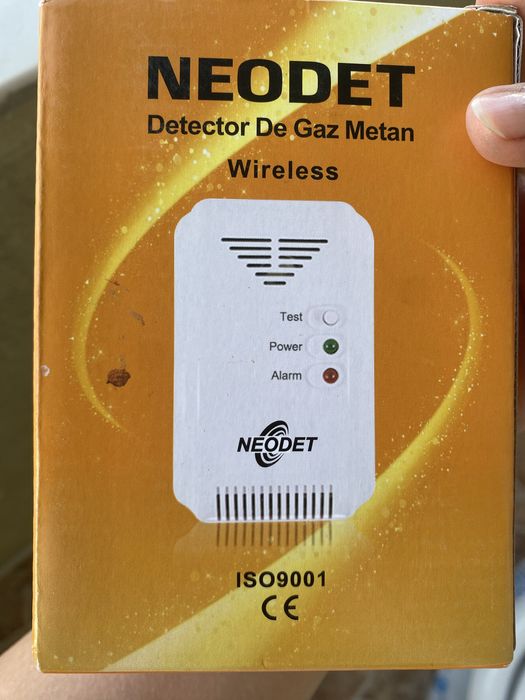 NEODET
Detector De Gaz Metan
Wireless
Test
Power
Alarm
NEODET
ISO9001
CE